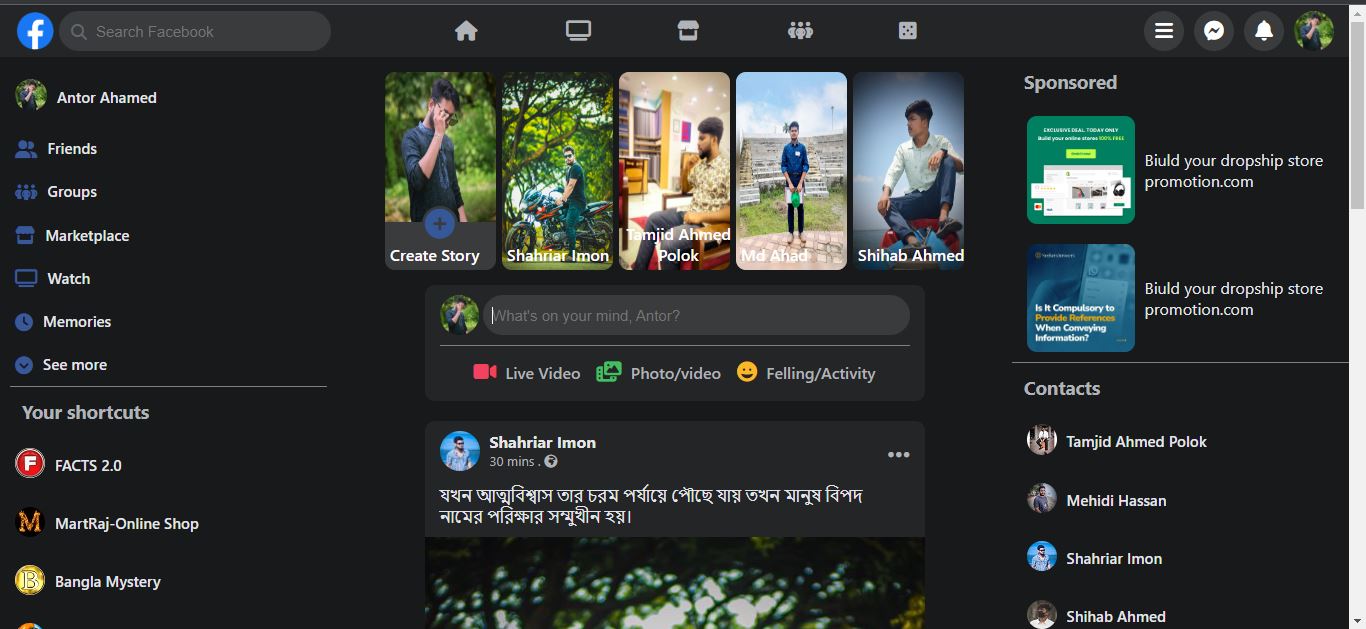 Search Facebook
Antor Ahamed
Friends
Groups
Marketplace
Watch
Memories
See more
Your shortcuts
FACTS 2.0
MartRaj-Online Shop
Bangla Mystery
Create Story
Shahriar Imon
Tamjid Ahmed
Polok
Md Ahad
Shihab Ahmed
What's on your mind, Antor?
Live Video
Photo/video
Felling/Activity
Shahriar Imon
30 mins .
যখন আত্মবিশ্বাস তার চরম পর্যায়ে পৌছে যায় তখন মানুষ বিপদ
নামের পরিক্ষার সম্মুখীন হয়।
Sponsored
EXCLUSIVE DEAL. TODAY ONLY
Build your online stores 100% FREE
Biuld your dropship store
promotion.com
Is It Compulsory to
Provide References
When Conveying
Information?
Biuld your dropship store
promotion.com
Contacts
Tamjid Ahmed Polok
Mehidi Hassan
Shahriar Imon
Shihab Ahmed